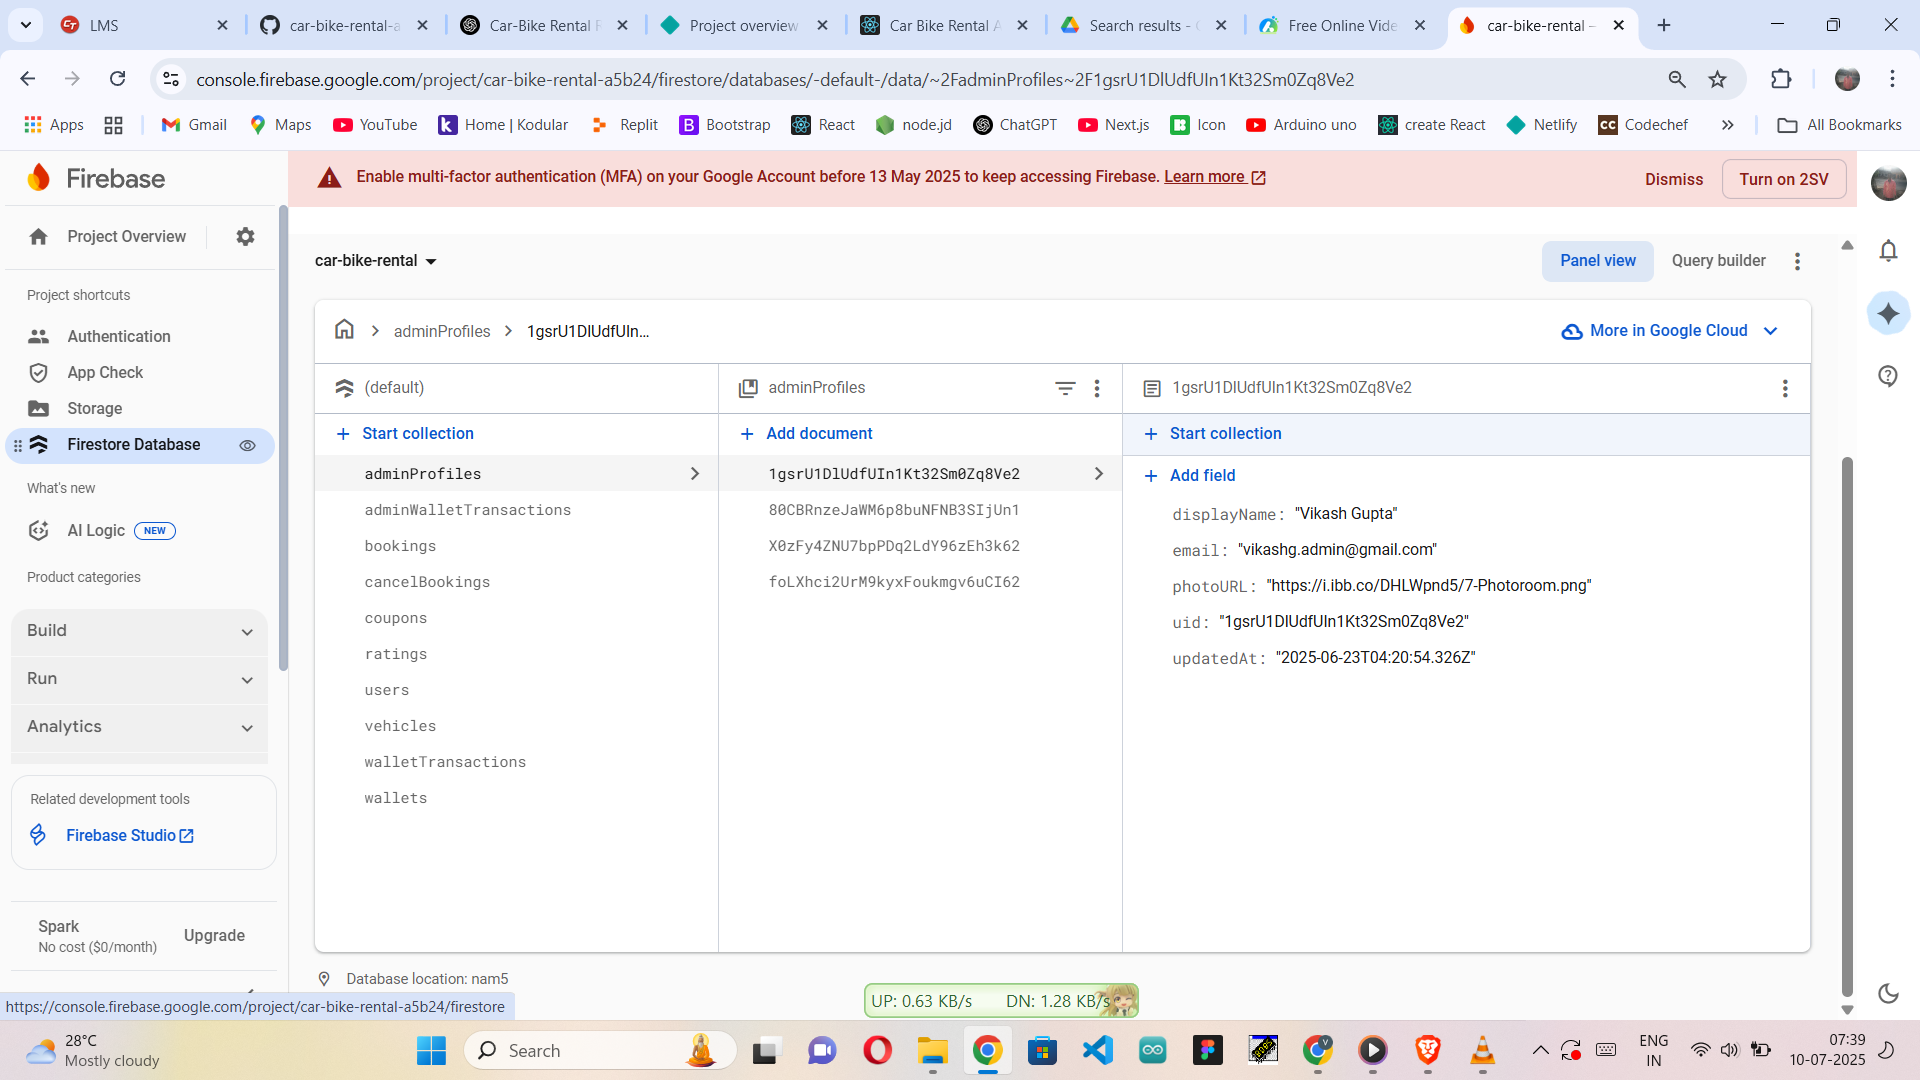 LMS
car-bike-rental-a
Car-Bike Rental
Project overview
Car Bike Rental A
Search results -
Free Online Vide
car-bike-rental -
console.firebase.google.com/project/car-bike-rental-a5b24/firestore/databases/-default-/data/~2FadminProfiles~2F1gsrU1DlUdfUIn1Kt32Sm0Zq8Ve2
Apps
Gmail
Maps
YouTube
Home | Kodular
Replit
Bootstrap
React
node.jd
ChatGPT
Next.js
Icon
Arduino uno
create React
Netlify
Codechef
All Bookmarks
Firebase
Enable multi-factor authentication (MFA) on your Google Account before 13 May 2025 to keep accessing Firebase. Learn more
Dismiss
Turn on 2SV
Project Overview
car-bike-rental
Panel view
Query builder
Project shortcuts
adminProfiles
1gsrU1DlUdfUIn...
More in Google Cloud
Authentication
App Check
Storage
Firestore Database
What's new
AI Logic NEW
Product categories
Build
Run
Analytics
Related development tools
Firebase Studio
Spark
No cost ($0/month)
Upgrade
(default)
Start collection
adminProfiles
adminWalletTransactions
bookings
cancelBookings
coupons
ratings
users
vehicles
walletTransactions
wallets
adminProfiles
Add document
1gsrU1DlUdfUIn1Kt32Sm0Zq8Ve2
80CBRnzeJaWM6p8buNFNB3SIjUn1
X0zFy4ZNU7bpPDq2LdY96zEh3k62
foLXhci2UrM9kyxFoukmgv6uCI62
1gsrU1DlUdfUIn1Kt32Sm0Zq8Ve2
Start collection
Add field
displayName: "Vikash Gupta"
email: "vikashg.admin@gmail.com"
photoURL: "https://i.ibb.co/DHLWpnd5/7-Photoroom.png"
uid: "1gsrU1DlUdfUIn1Kt32Sm0Zq8Ve2"
updatedAt: "2025-06-23T04:20:54.326Z"
Database location: nam5
https://console.firebase.google.com/project/car-bike-rental-a5b24/firestore
UP: 0.63 KB/s DN: 1.28 KB/s
28°C
Mostly cloudy
Search
ENG
IN
07:39
10-07-2025